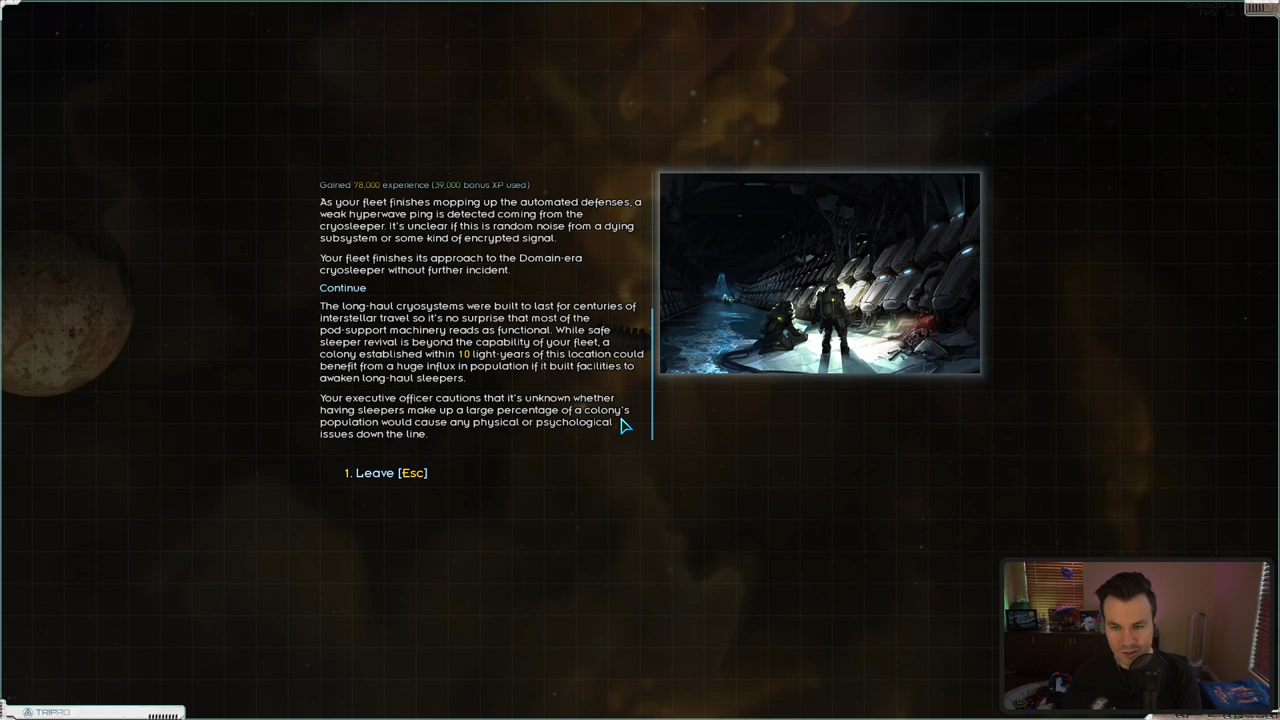 Gained 78,000 experience (39,000 bonus XP used)
As your fleet finishes mopping up the automated defenses, a
weak hyperwave ping is detected coming from the
cryosleeper. It's unclear if this is random noise from a dying
subsystem or some kind of encrypted signal.
Your fleet finishes its approach to the Domain-era
cryosleeper without further incident.
Continue
The long-haul cryosystems were built to last for centuries of
interstellar travel so it's no surprise that most of the
pod-support machinery reads as functional. While safe
sleeper revival is beyond the capability of your fleet, a
colony established within 10 light-years of this location could
benefit from a huge influx in population if it built facilities to
awaken long-haul sleepers.
Your executive officer cautions that it's unknown whether
having sleepers make up a large percentage of a colony's
population would cause any physical or psychological
issues down the line.
1. Leave [Esc]
TRIPAD